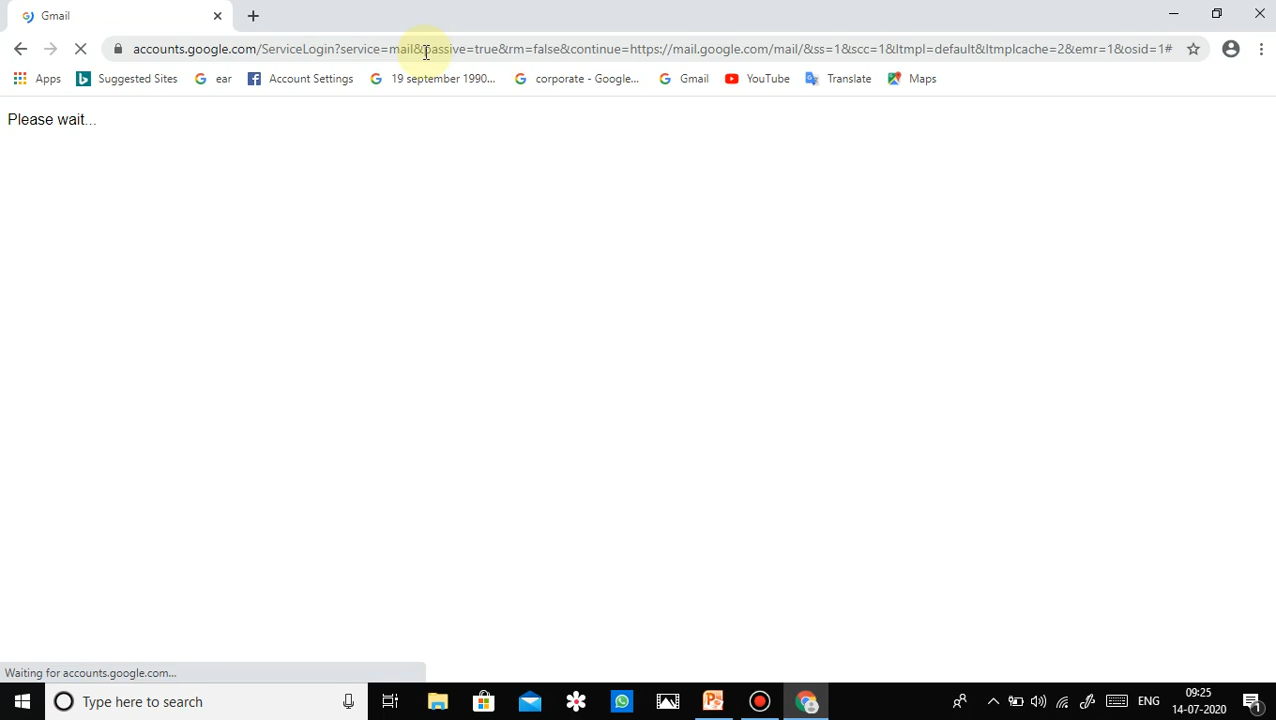 Gmail
accounts.google.com/ServiceLogin?service=mail&passive=true&rm=false&continue=https://mail.google.com/mail/&ss=1&scc=1&ltmpl=default&ltmplcache=2&emr=1&osid=1#
Apps Suggested Sites ear Account Settings 19 september 1990... corporate - Google... Gmail YouTube Translate Maps
Please wait...
Waiting for accounts.google.com...
Type here to search
ENG
09:25
14-07-2020
1